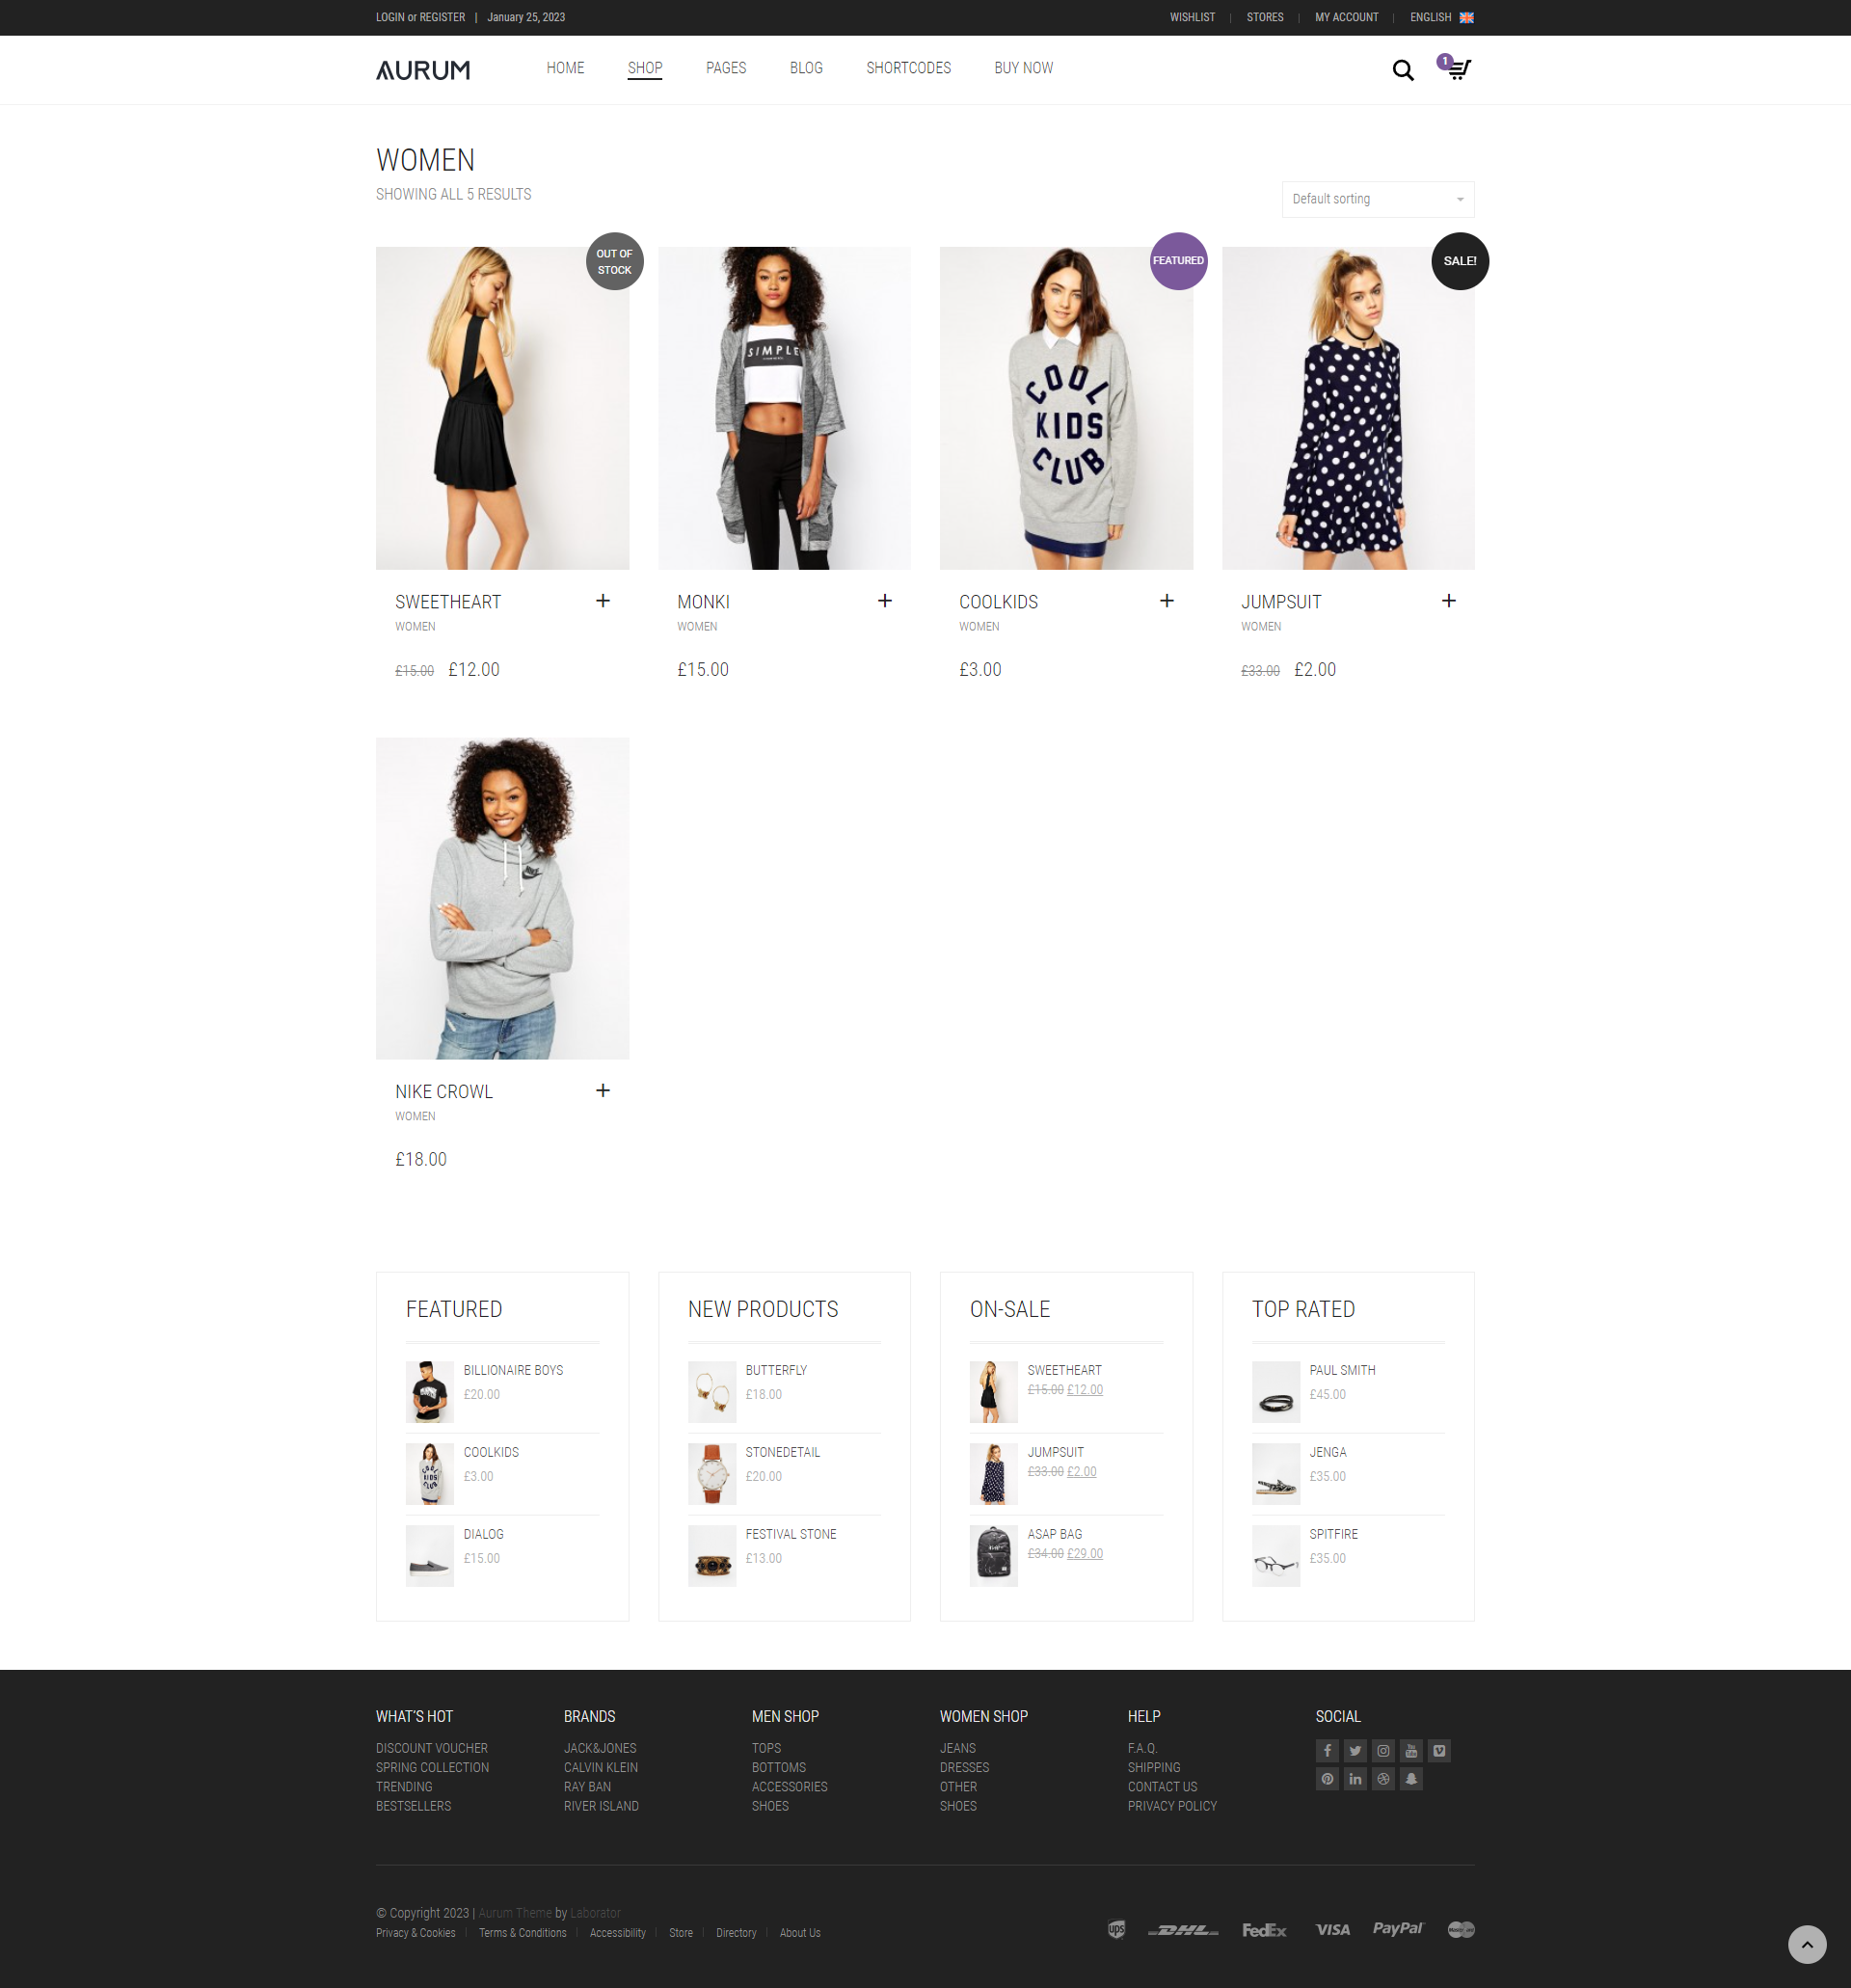 LOGIN or REGISTER | January 25, 2023
WISHLIST | STORES | MY ACCOUNT | ENGLISH
AURUM
HOME SHOP PAGES BLOG SHORTCODES BUY NOW
1
WOMEN
SHOWING ALL 5 RESULTS
Default sorting
OUT OF
STOCK
FEATURED
SALE!
SIMPLE
COOL
KIDS
CLUB
SWEETHEART
WOMEN
£15.00 £12.00
MONKI
WOMEN
£15.00
COOLKIDS
WOMEN
£3.00
JUMPSUIT
WOMEN
£33.00 £2.00
NIKE CROWL
WOMEN
£18.00
FEATURED
BILLIONAIRE BOYS
£20.00
COOLKIDS
£3.00
DIALOG
£15.00
NEW PRODUCTS
BUTTERFLY
£18.00
STONEDETAIL
£20.00
FESTIVAL STONE
£13.00
ON-SALE
SWEETHEART
£15.00 £12.00
JUMPSUIT
£33.00 £2.00
ASAP BAG
£34.00 £29.00
TOP RATED
PAUL SMITH
£45.00
JENGA
£35.00
SPITFIRE
£35.00
WHAT'S HOT
DISCOUNT VOUCHER
SPRING COLLECTION
TRENDING
BESTSELLERS
BRANDS
JACK&JONES
CALVIN KLEIN
RAY BAN
RIVER ISLAND
MEN SHOP
TOPS
BOTTOMS
ACCESSORIES
SHOES
WOMEN SHOP
JEANS
DRESSES
OTHER
SHOES
HELP
F.A.Q.
SHIPPING
CONTACT US
PRIVACY POLICY
SOCIAL
© Copyright 2023 | Aurum Theme by Laborator
Privacy & Cookies | Terms & Conditions | Accessibility | Store | Directory | About Us
ups DHL FedEx VISA PayPal MasterCard